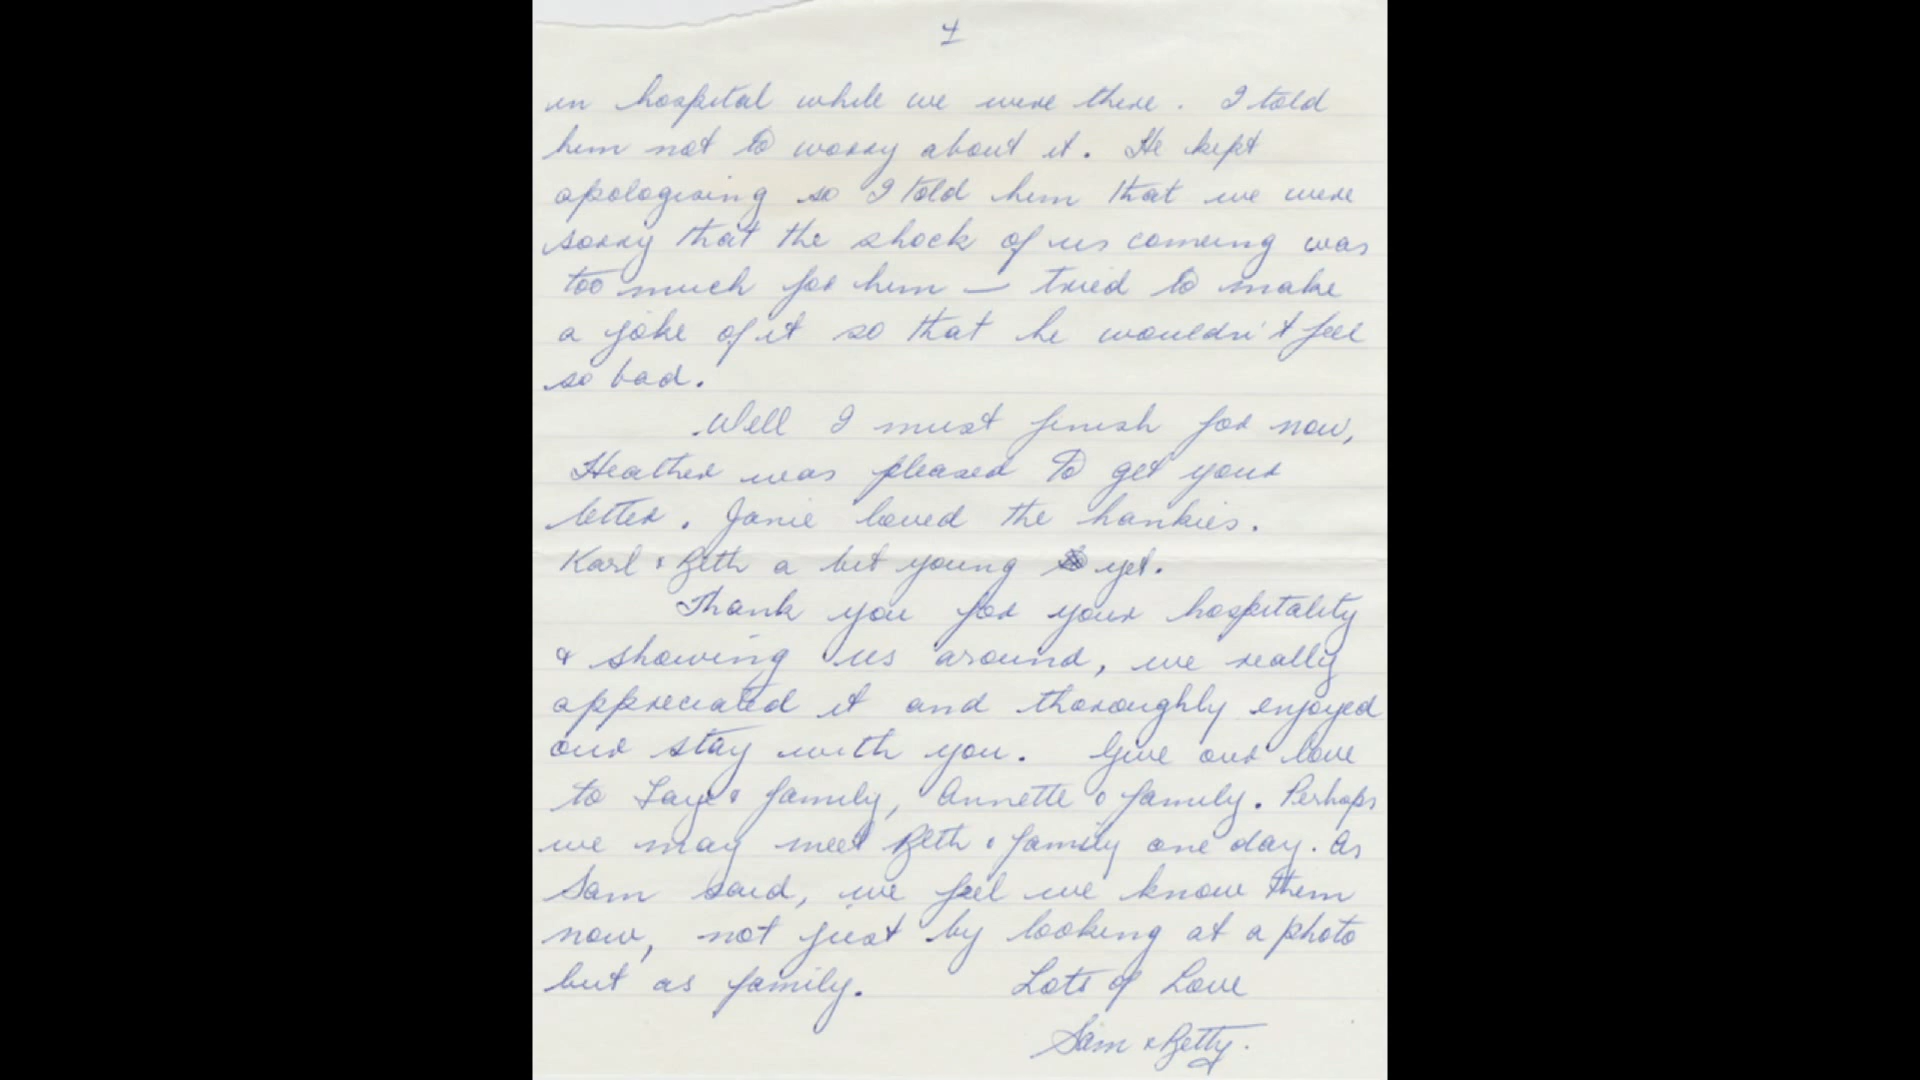 4
in hospital while we were there. I told
him not to worry about it. He kept
apologising so I told him that we were
sorry that the shock of us comeing was
too much for him — tried to make
a joke of it so that he wouldn't feel
so bad.
Well I must finish for now,
Heather was pleased to get your
letter. Janie loved the hankies.
Karl & Beth a bit young yet.
Thank you for your hospitality
& showing us around, we really
appreciated it and thoroughly enjoyed
our stay with you. Give our love
to Faye & family, Annette & family. Perhaps
we may meet Beth & family one day. As
Sam said, we feel we know them
now, not just by looking at a photo
but as family. Lots of Love
Sam & Betty.